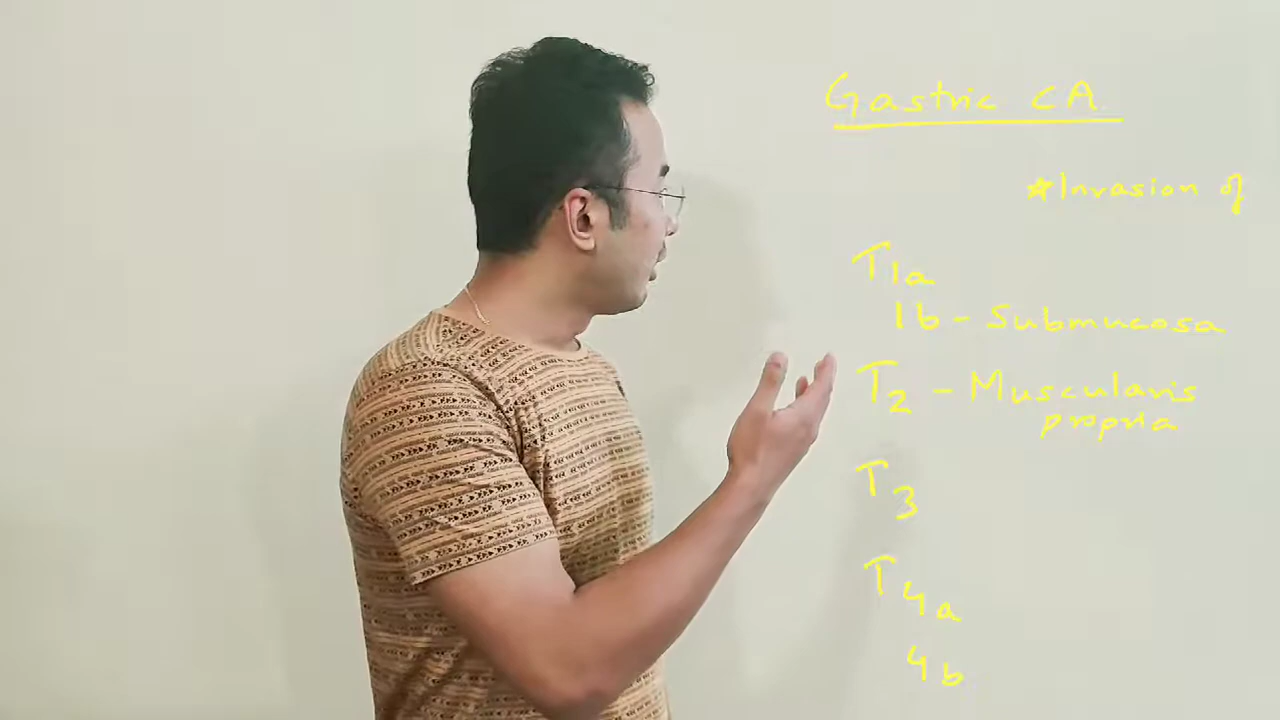 Gastric CA
*Invasion of
T1a
1b - Submucosa
T2 - Muscularis
propria
T3
T4a
4b